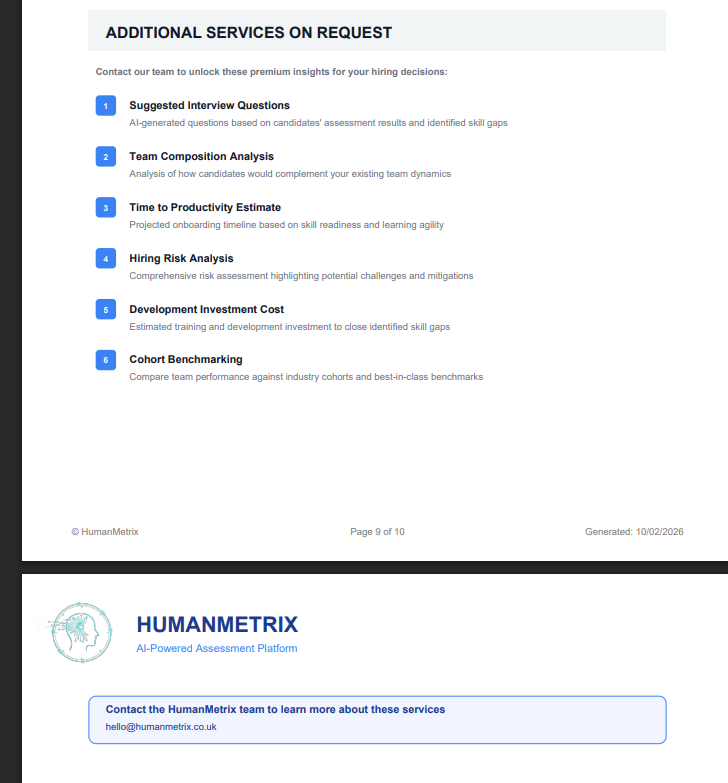 ADDITIONAL SERVICES ON REQUEST
Contact our team to unlock these premium insights for your hiring decisions:
1
Suggested Interview Questions
AI-generated questions based on candidates' assessment results and identified skill gaps
2
Team Composition Analysis
Analysis of how candidates would complement your existing team dynamics
3
Time to Productivity Estimate
Projected onboarding timeline based on skill readiness and learning agility
4
Hiring Risk Analysis
Comprehensive risk assessment highlighting potential challenges and mitigations
5
Development Investment Cost
Estimated training and development investment to close identified skill gaps
6
Cohort Benchmarking
Compare team performance against industry cohorts and best-in-class benchmarks
© HumanMetrix
Page 9 of 10
Generated: 10/02/2026
HUMANMETRIX
AI-Powered Assessment Platform
Contact the HumanMetrix team to learn more about these services
hello@humanmetrix.co.uk